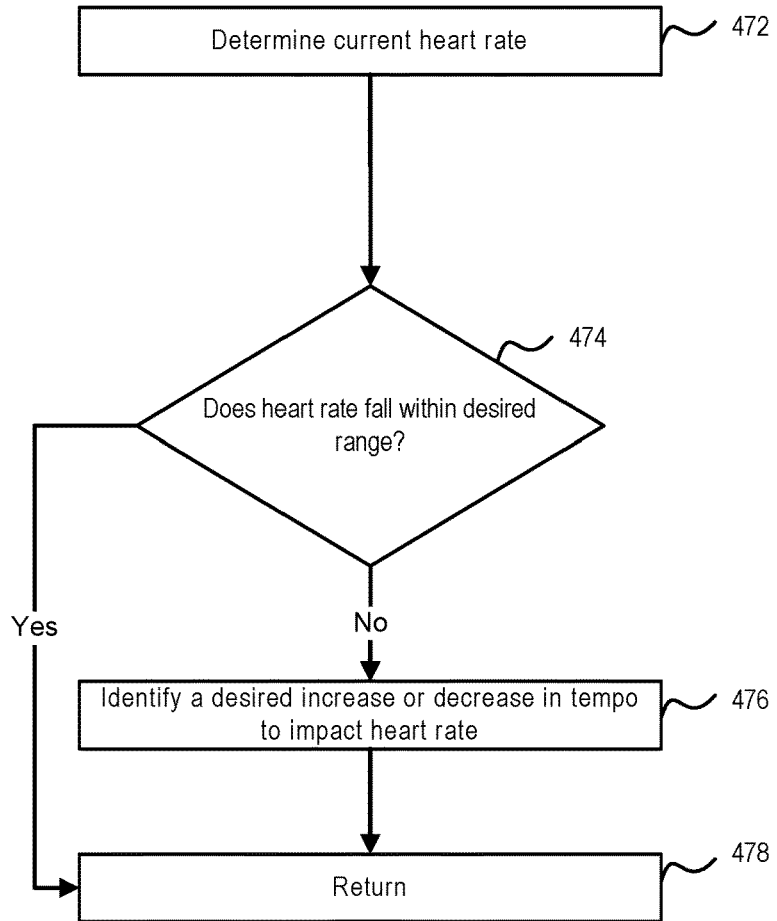 Determine current heart rate
472
474
Does heart rate fall within desired
range?
Yes
No
Identify a desired increase or decrease in tempo
to impact heart rate
476
478
Return